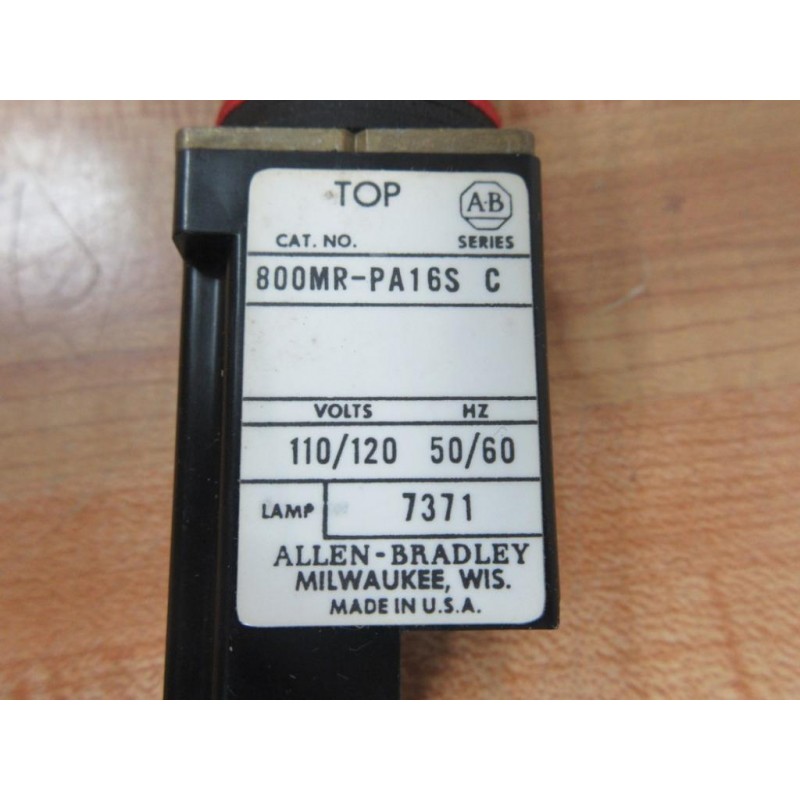 TOP A-B
CAT. NO. SERIES
800MR-PA16S C
VOLTS HZ
110/120 50/60
LAMP 7371
ALLEN-BRADLEY
MILWAUKEE, WIS.
MADE IN U.S.A.